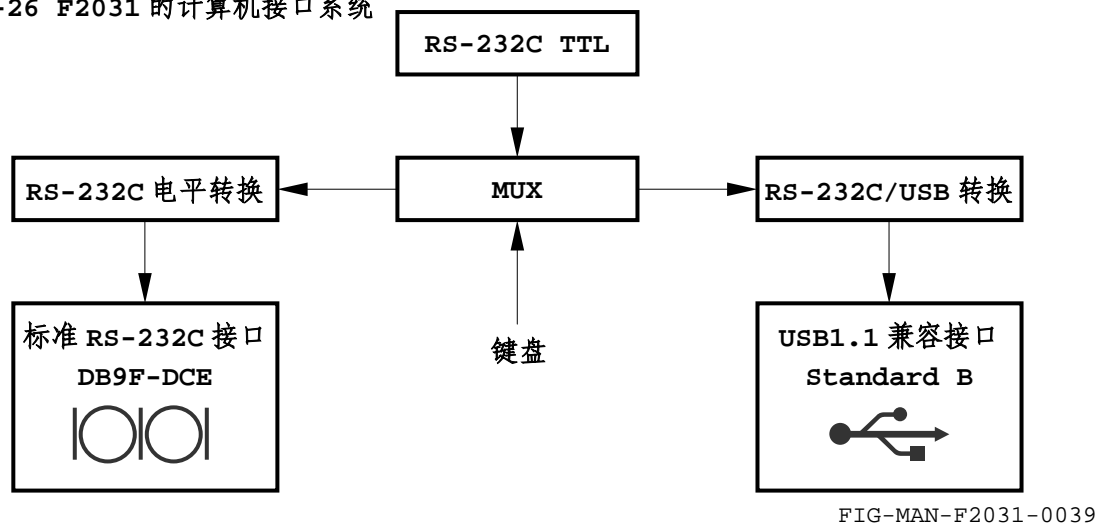 -26 F2031 的计算机接口系统
RS-232C TTL
RS-232C 电平转换
MUX
RS-232C/USB 转换
标准 RS-232C 接口
DB9F-DCE
键盘
USB1.1 兼容接口
Standard B
FIG-MAN-F2031-0039